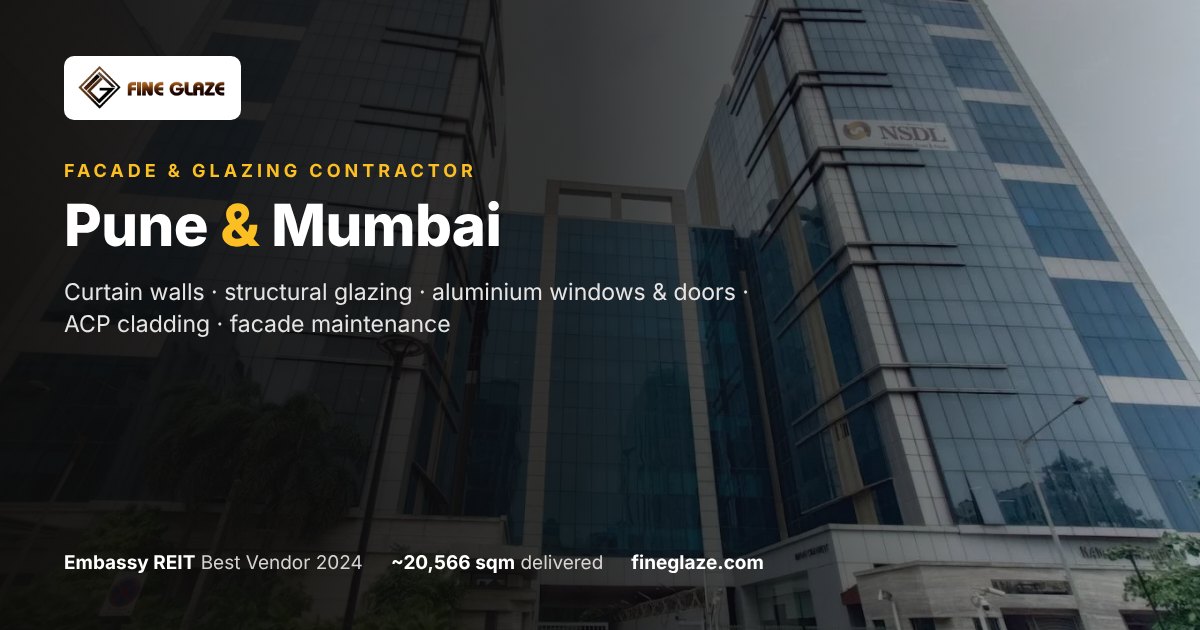 FINE GLAZE
FACADE & GLAZING CONTRACTOR
Pune & Mumbai
Curtain walls · structural glazing · aluminium windows & doors ·
ACP cladding · facade maintenance
NSDL
Embassy REIT Best Vendor 2024 ~20,566 sqm delivered fineglaze.com